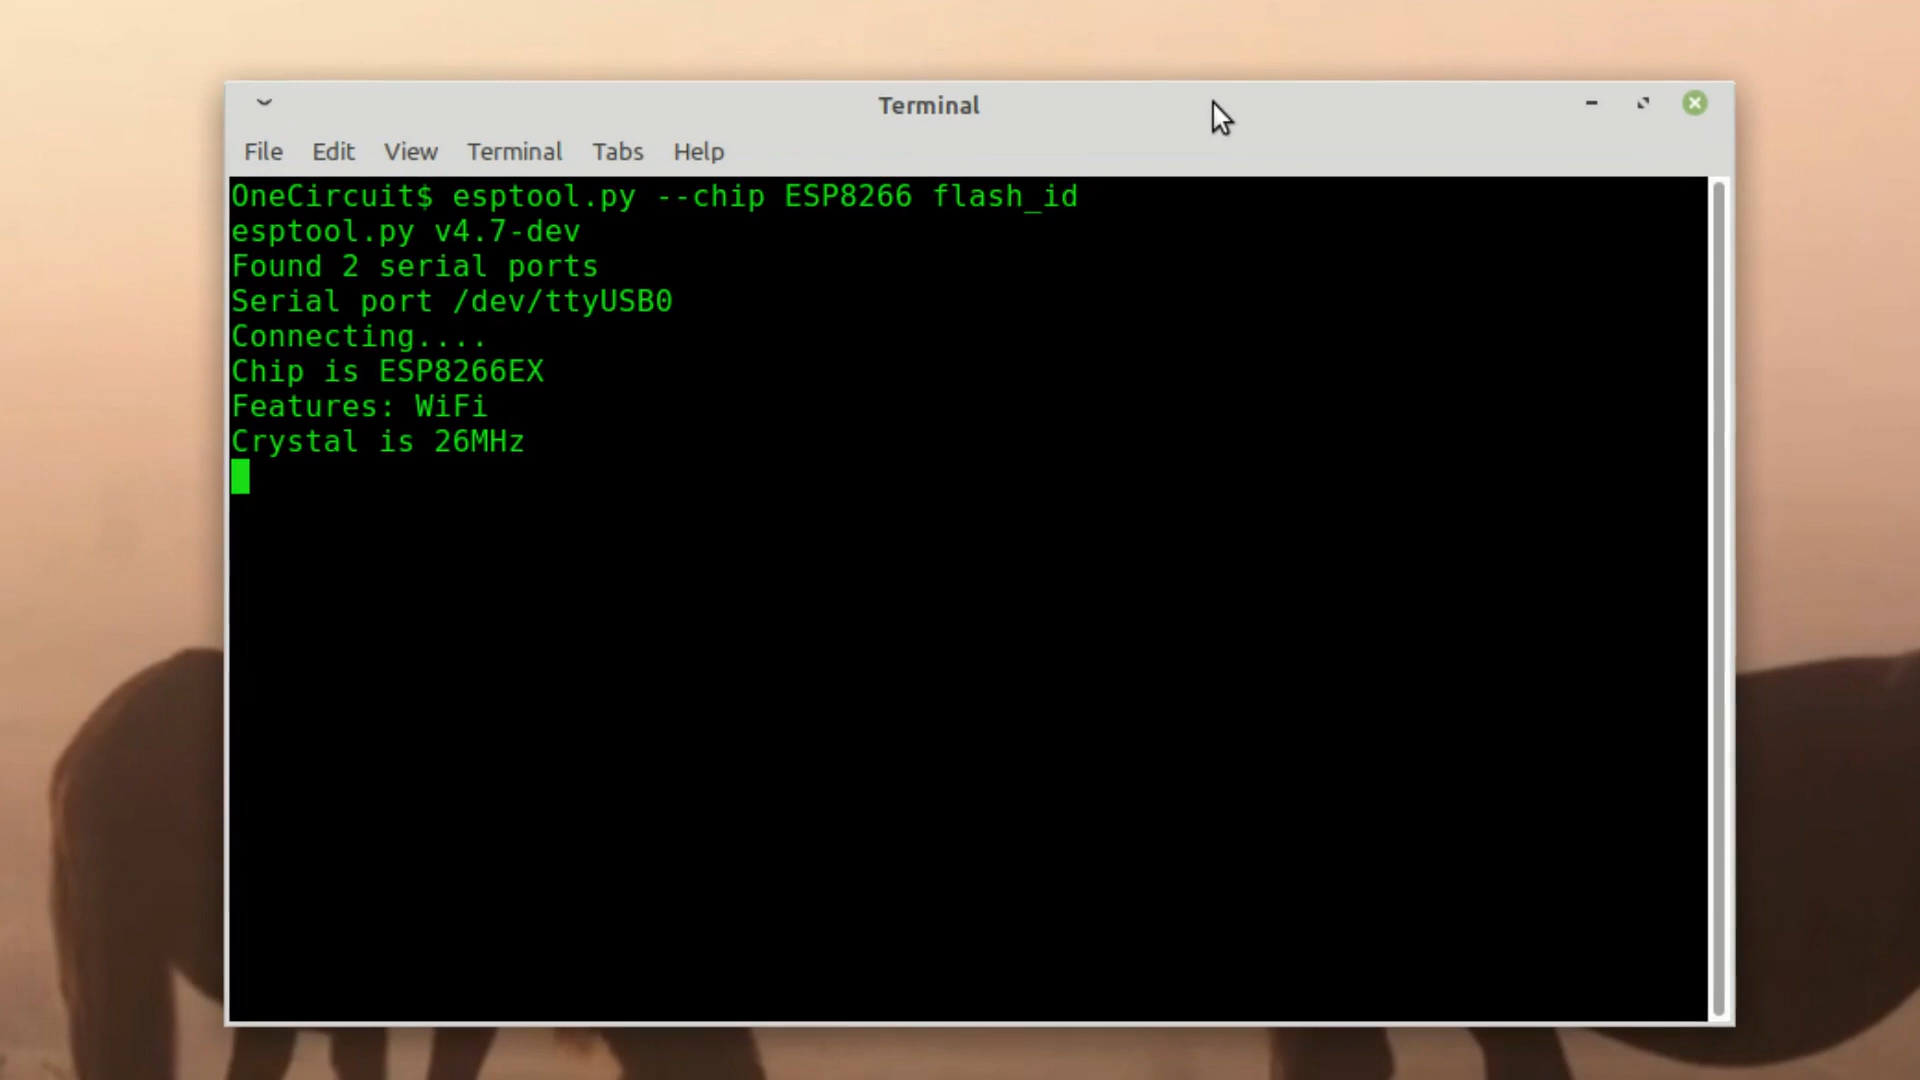 Terminal
File Edit View Terminal Tabs Help
OneCircuit$ esptool.py --chip ESP8266 flash_id
esptool.py v4.7-dev
Found 2 serial ports
Serial port /dev/ttyUSB0
Connecting....
Chip is ESP8266EX
Features: WiFi
Crystal is 26MHz